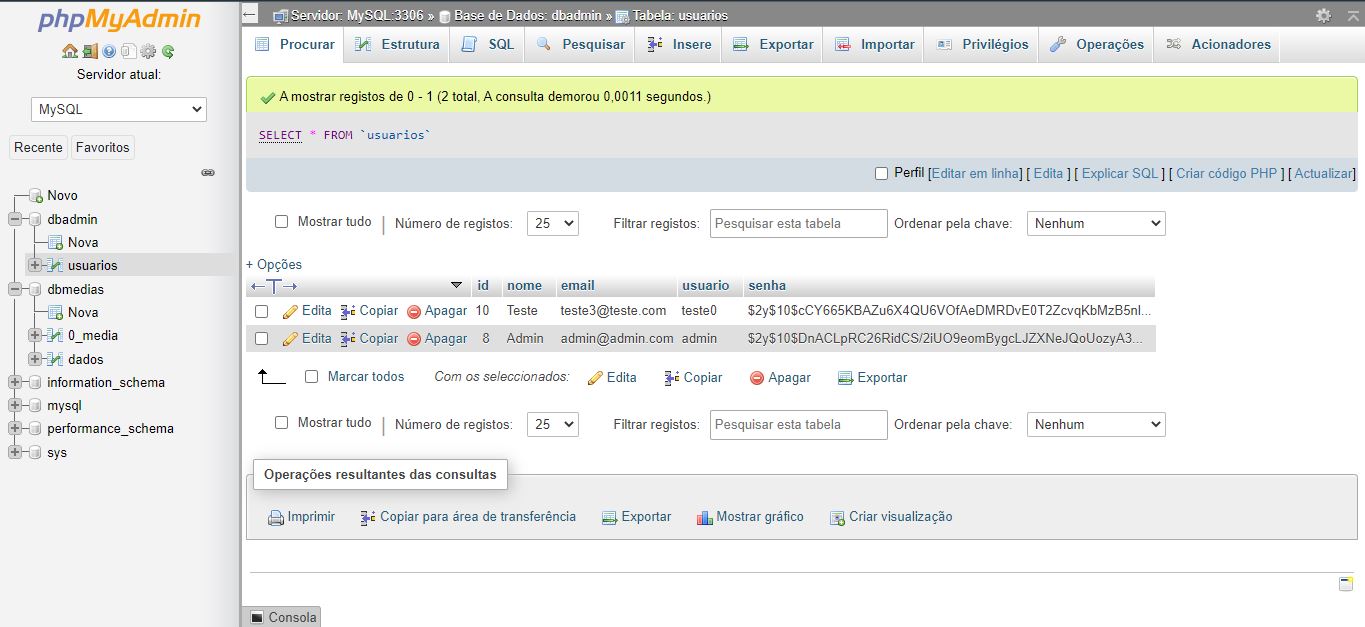 phpMyAdmin
Servidor atual:
MySQL
Recente Favoritos
Novo
dbadmin
Nova
usuarios
dbmedias
Nova
0_media
dados
information_schema
mysql
performance_schema
sys
Servidor: MySQL:3306 » Base de Dados: dbadmin » Tabela: usuarios
Procurar Estrutura SQL Pesquisar Insere Exportar Importar Privilégios Operações Acionadores
A mostrar registos de 0 - 1 (2 total, A consulta demorou 0,0011 segundos.)
SELECT * FROM `usuarios`
Perfil [Editar em linha] [ Edita ] [ Explicar SQL ] [ Criar código PHP ] [ Actualizar]
Mostrar tudo | Número de registos: 25 Filtrar registos: Pesquisar esta tabela Ordenar pela chave: Nenhum
+ Opções
←T→ id nome email usuario senha
Edita Copiar Apagar 10 Teste teste3@teste.com teste0 $2y$10$cCY665KBAZu6X4QU6VOfAeDMRDvE0T2ZcvqKbMzB5nl...
Edita Copiar Apagar 8 Admin admin@admin.com admin $2y$10$DnACLpRC26RidCS/2iUO9eomBygcLJZXNeJQoUozyA3...
Marcar todos Com os seleccionados: Edita Copiar Apagar Exportar
Mostrar tudo | Número de registos: 25 Filtrar registos: Pesquisar esta tabela Ordenar pela chave: Nenhum
Operações resultantes das consultas
Imprimir Copiar para área de transferência Exportar Mostrar gráfico Criar visualização
Consola